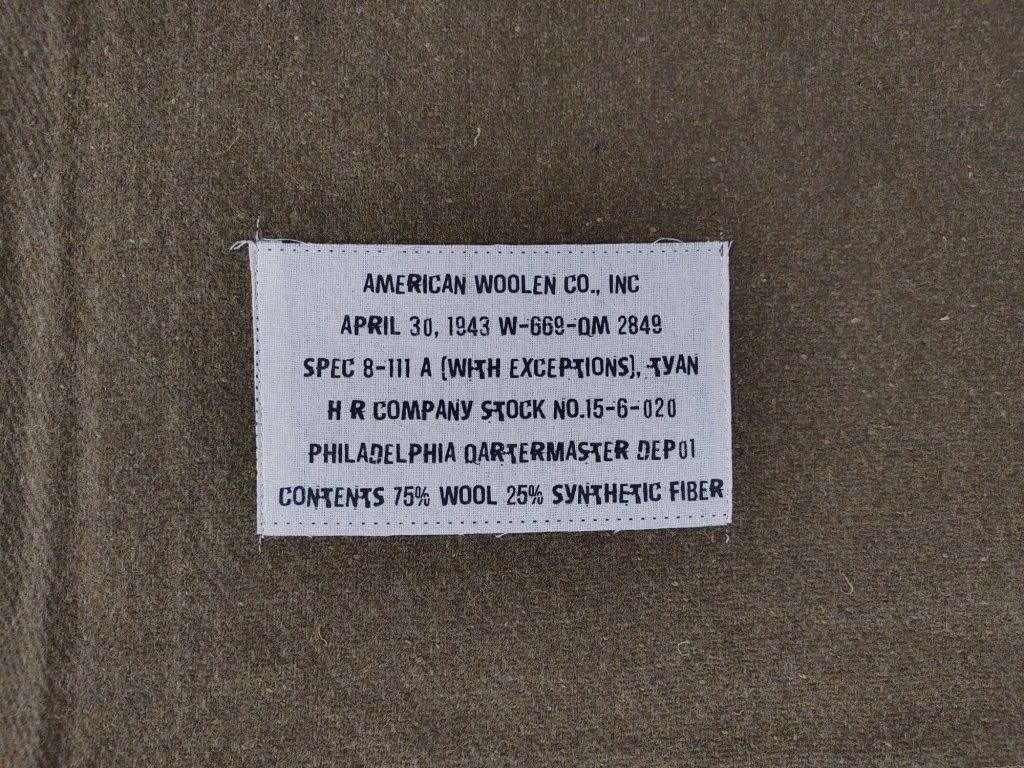 AMERICAN WOOLEN CO., INC
APRIL 30, 1943 W-669-QM 2849
SPEC 8-111 A (WITH EXCEPTIONS), TYAN
H R COMPANY STOCK NO.15-6-020
PHILADELPHIA QARTERMASTER DEPOT
CONTENTS 75% WOOL 25% SYNTHETIC FIBER